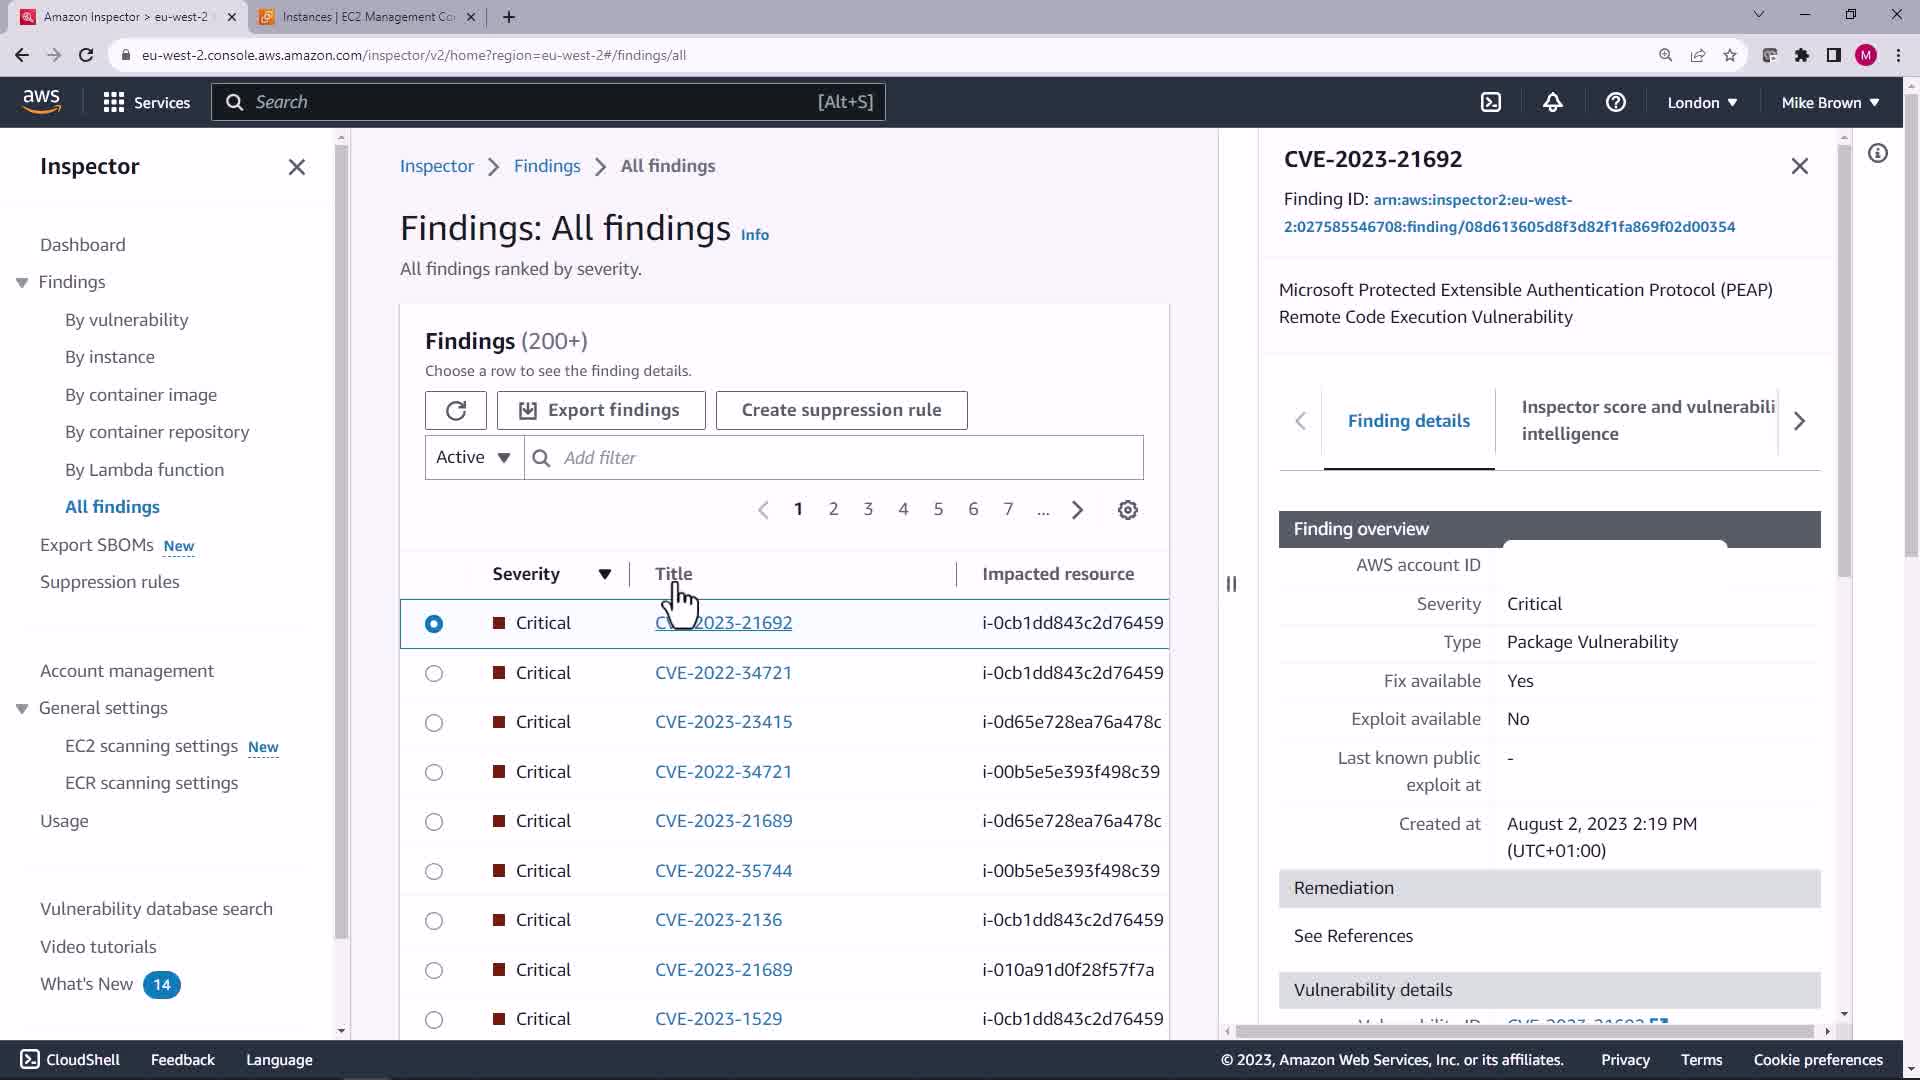 Amazon Inspector > eu-west-2
Instances | EC2 Management Co
eu-west-2.console.aws.amazon.com/inspector/v2/home?region=eu-west-2#/findings/all
M
aws
Services
Search
[Alt+S]
London
Mike Brown
Inspector
Dashboard
Findings
By vulnerability
By instance
By container image
By container repository
By Lambda function
All findings
Export SBOMs New
Suppression rules
Account management
General settings
EC2 scanning settings New
ECR scanning settings
Usage
Vulnerability database search
Video tutorials
What's New 14
Inspector > Findings > All findings
Findings: All findings Info
All findings ranked by severity.
Findings (200+)
Choose a row to see the finding details.
Export findings
Create suppression rule
Active
Add filter
1 2 3 4 5 6 7 ...
Severity Title Impacted resource
Critical CVE-2023-21692 i-0cb1dd843c2d76459
Critical CVE-2022-34721 i-0cb1dd843c2d76459
Critical CVE-2023-23415 i-0d65e728ea76a478c
Critical CVE-2022-34721 i-00b5e5e393f498c39
Critical CVE-2023-21689 i-0d65e728ea76a478c
Critical CVE-2022-35744 i-00b5e5e393f498c39
Critical CVE-2023-2136 i-0cb1dd843c2d76459
Critical CVE-2023-21689 i-010a91d0f28f57f7a
Critical CVE-2023-1529 i-0cb1dd843c2d76459
CVE-2023-21692
Finding ID: arn:aws:inspector2:eu-west-
2:027585546708:finding/08d613605d8f3d82f1fa869f02d00354
Microsoft Protected Extensible Authentication Protocol (PEAP)
Remote Code Execution Vulnerability
Finding details
Inspector score and vulnerabili
intelligence
Finding overview
AWS account ID
Severity Critical
Type Package Vulnerability
Fix available Yes
Exploit available No
Last known public -
exploit at
Created at August 2, 2023 2:19 PM
(UTC+01:00)
Remediation
See References
Vulnerability details
Vulnerability ID CVE-2023-21692
CloudShell
Feedback
Language
© 2023, Amazon Web Services, Inc. or its affiliates.
Privacy
Terms
Cookie preferences